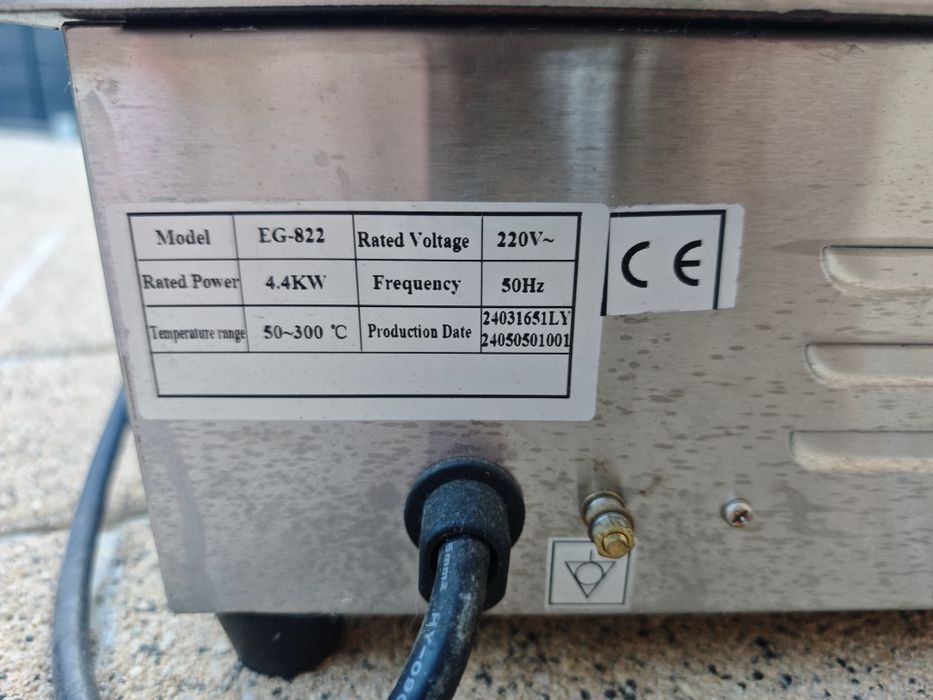 Model EG-822 Rated Voltage 220V~
Rated Power 4.4KW Frequency 50Hz
Temperature range 50~300 ℃ Production Date 24031651LY
24050501001
CE